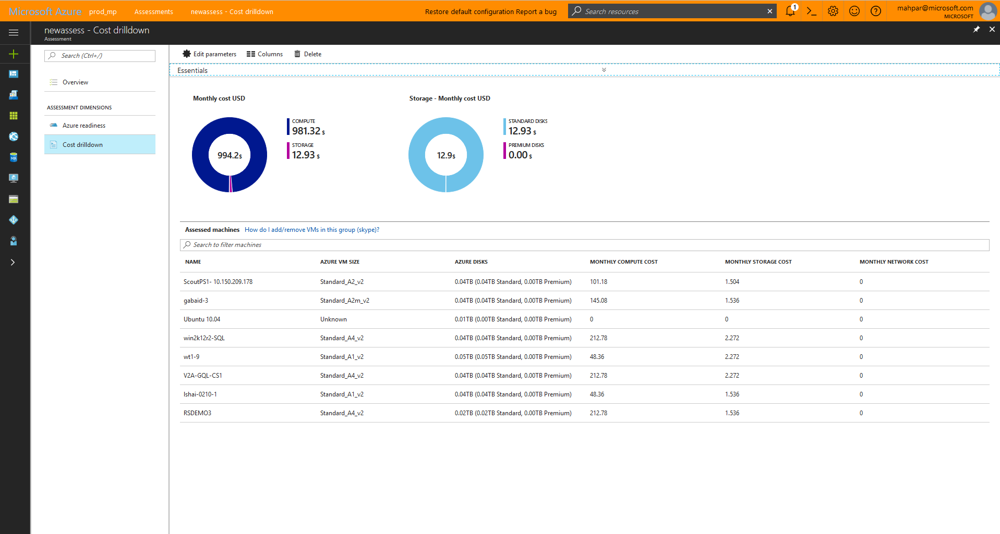 Microsoft Azure prod_mp Assessments newassess - Cost drilldown Restore default configuration Report a bug Search resources 1 mahpar@microsoft.com
MICROSOFT
newassess - Cost drilldown
Assessment
Search (Ctrl+/)
Overview
ASSESSMENT DIMENSIONS
Azure readiness
Cost drilldown
Edit parameters Columns Delete
Essentials
Monthly cost USD
994.2$
COMPUTE
981.32 $
STORAGE
12.93 $
Storage - Monthly cost USD
12.9$
STANDARD DISKS
12.93 $
PREMIUM DISKS
0.00 $
Assessed machines How do I add/remove VMs in this group (skype)?
Search to filter machines
NAME AZURE VM SIZE AZURE DISKS MONTHLY COMPUTE COST MONTHLY STORAGE COST MONTHLY NETWORK COST
ScoutPS1- 10.150.209.178 Standard_A2_v2 0.04TB (0.04TB Standard, 0.00TB Premium) 101.18 1.504 0
gabaid-3 Standard_A2m_v2 0.04TB (0.04TB Standard, 0.00TB Premium) 145.08 1.536 0
Ubuntu 10.04 Unknown 0.01TB (0.00TB Standard, 0.00TB Premium) 0 0 0
win2k12r2-SQL Standard_A4_v2 0.04TB (0.04TB Standard, 0.00TB Premium) 212.78 2.272 0
wt1-9 Standard_A1_v2 0.05TB (0.05TB Standard, 0.00TB Premium) 48.36 2.272 0
V2A-GQL-CS1 Standard_A4_v2 0.04TB (0.04TB Standard, 0.00TB Premium) 212.78 2.272 0
Ishai-0210-1 Standard_A1_v2 0.04TB (0.04TB Standard, 0.00TB Premium) 48.36 1.536 0
RSDEMO3 Standard_A4_v2 0.02TB (0.02TB Standard, 0.00TB Premium) 212.78 1.536 0